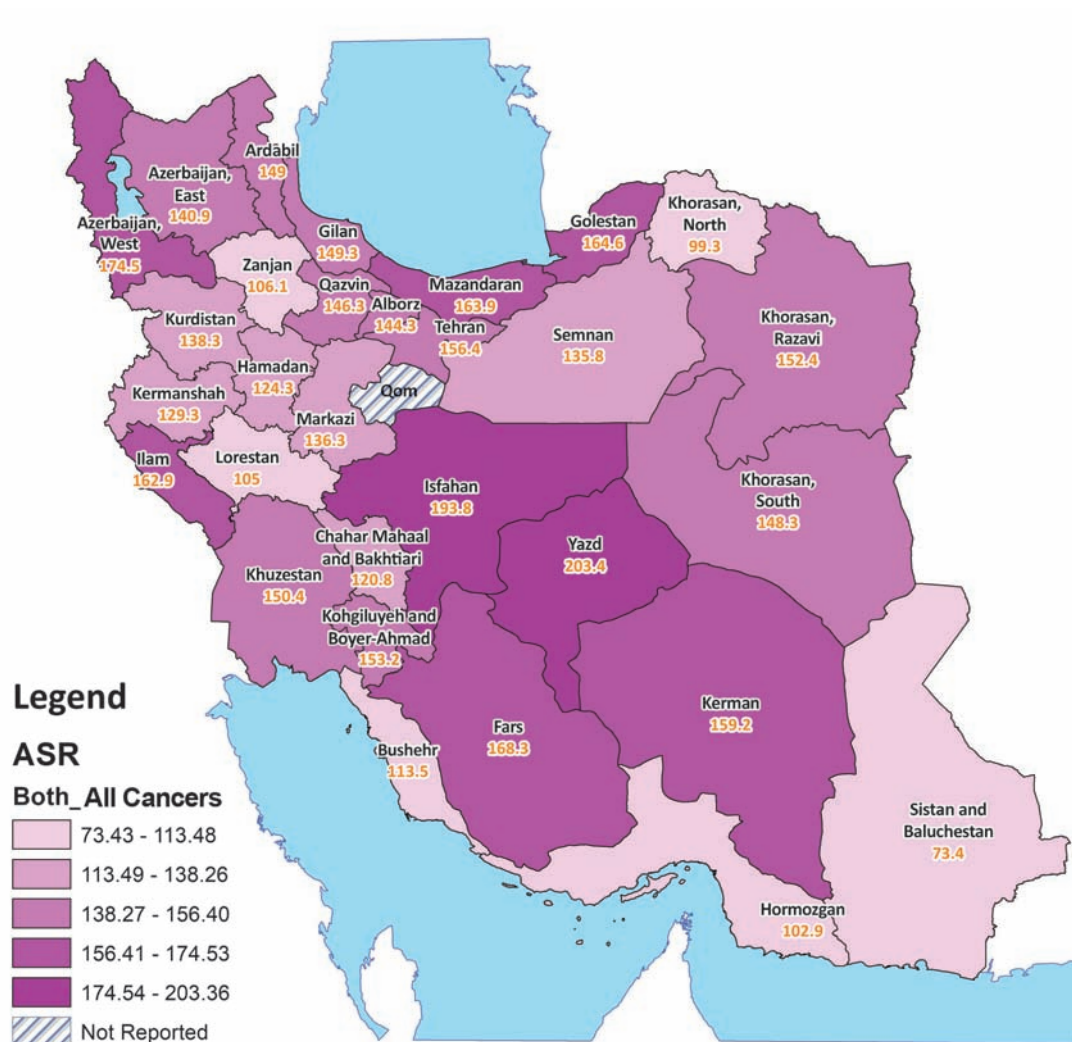 Ardabil
149
Azerbaijan,
East
140.9
Azerbaijan,
West
174.5
Gilan
149.3
Zanjan
106.1
Golestan
164.6
Khorasan,
North
99.3
Qazvin
146.3
Alborz
144.3
Mazandaran
163.9
Tehran
156.4
Kurdistan
138.3
Semnan
135.8
Khorasan,
Razavi
152.4
Hamadan
124.3
Kermanshah
129.3
Qom
Markazi
136.3
Ilam
162.9
Lorestan
105
Isfahan
193.8
Khorasan,
South
148.3
Chahar Mahaal
and Bakhtiari
120.8
Yazd
203.4
Khuzestan
150.4
Kohgiluyeh and
Boyer-Ahmad
153.2
Kerman
159.2
Fars
168.3
Bushehr
113.5
Sistan and
Baluchestan
73.4
Hormozgan
102.9
Legend
ASR
Both_ All Cancers
73.43 - 113.48
113.49 - 138.26
138.27 - 156.40
156.41 - 174.53
174.54 - 203.36
Not Reported